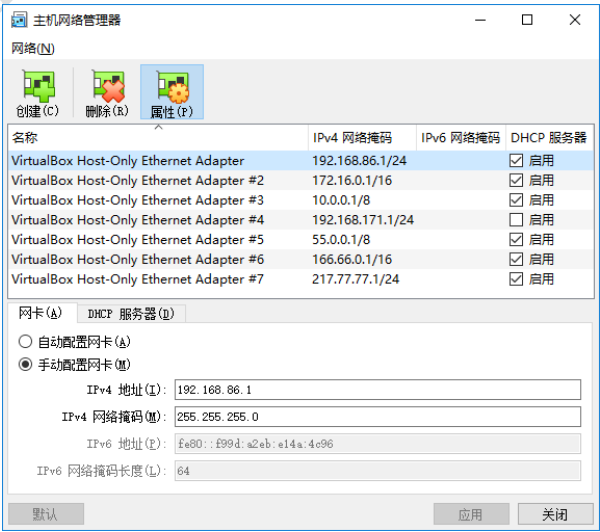 主机网络管理器
网络(N)
创建(C) 删除(R) 属性(P)
名称 IPv4 网络掩码 IPv6 网络掩码 DHCP 服务器
VirtualBox Host-Only Ethernet Adapter 192.168.86.1/24 启用
VirtualBox Host-Only Ethernet Adapter #2 172.16.0.1/16 启用
VirtualBox Host-Only Ethernet Adapter #3 10.0.0.1/8 启用
VirtualBox Host-Only Ethernet Adapter #4 192.168.171.1/24 启用
VirtualBox Host-Only Ethernet Adapter #5 55.0.0.1/8 启用
VirtualBox Host-Only Ethernet Adapter #6 166.66.0.1/16 启用
VirtualBox Host-Only Ethernet Adapter #7 217.77.77.1/24 启用
网卡(A) DHCP 服务器(D)
自动配置网卡(A)
手动配置网卡(M)
IPv4 地址(I): 192.168.86.1
IPv4 网络掩码(M): 255.255.255.0
IPv6 地址(P): fe80::f99d:a2eb:e14a:4c96
IPv6 网络掩码长度(L): 64
默认 应用 关闭